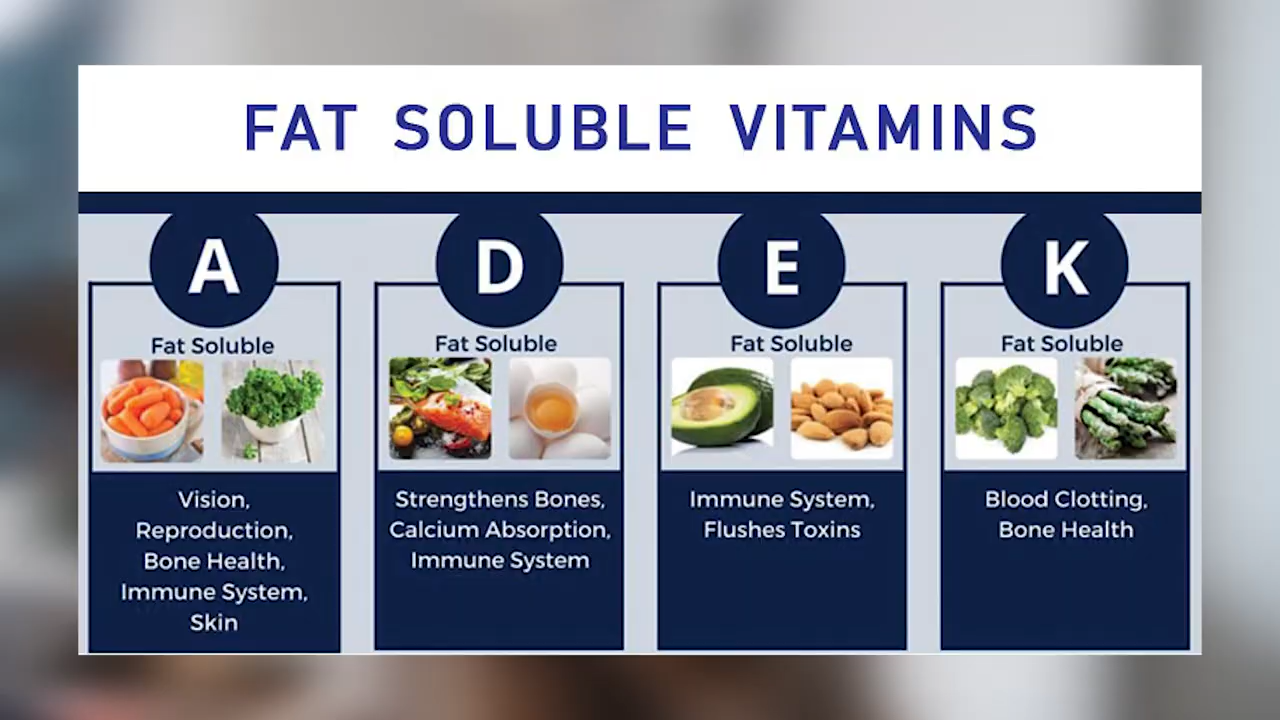 FAT SOLUBLE VITAMINS
A
Fat Soluble
Vision,
Reproduction,
Bone Health,
Immune System,
Skin
D
Fat Soluble
Strengthens Bones,
Calcium Absorption,
Immune System
E
Fat Soluble
Immune System,
Flushes Toxins
K
Fat Soluble
Blood Clotting,
Bone Health